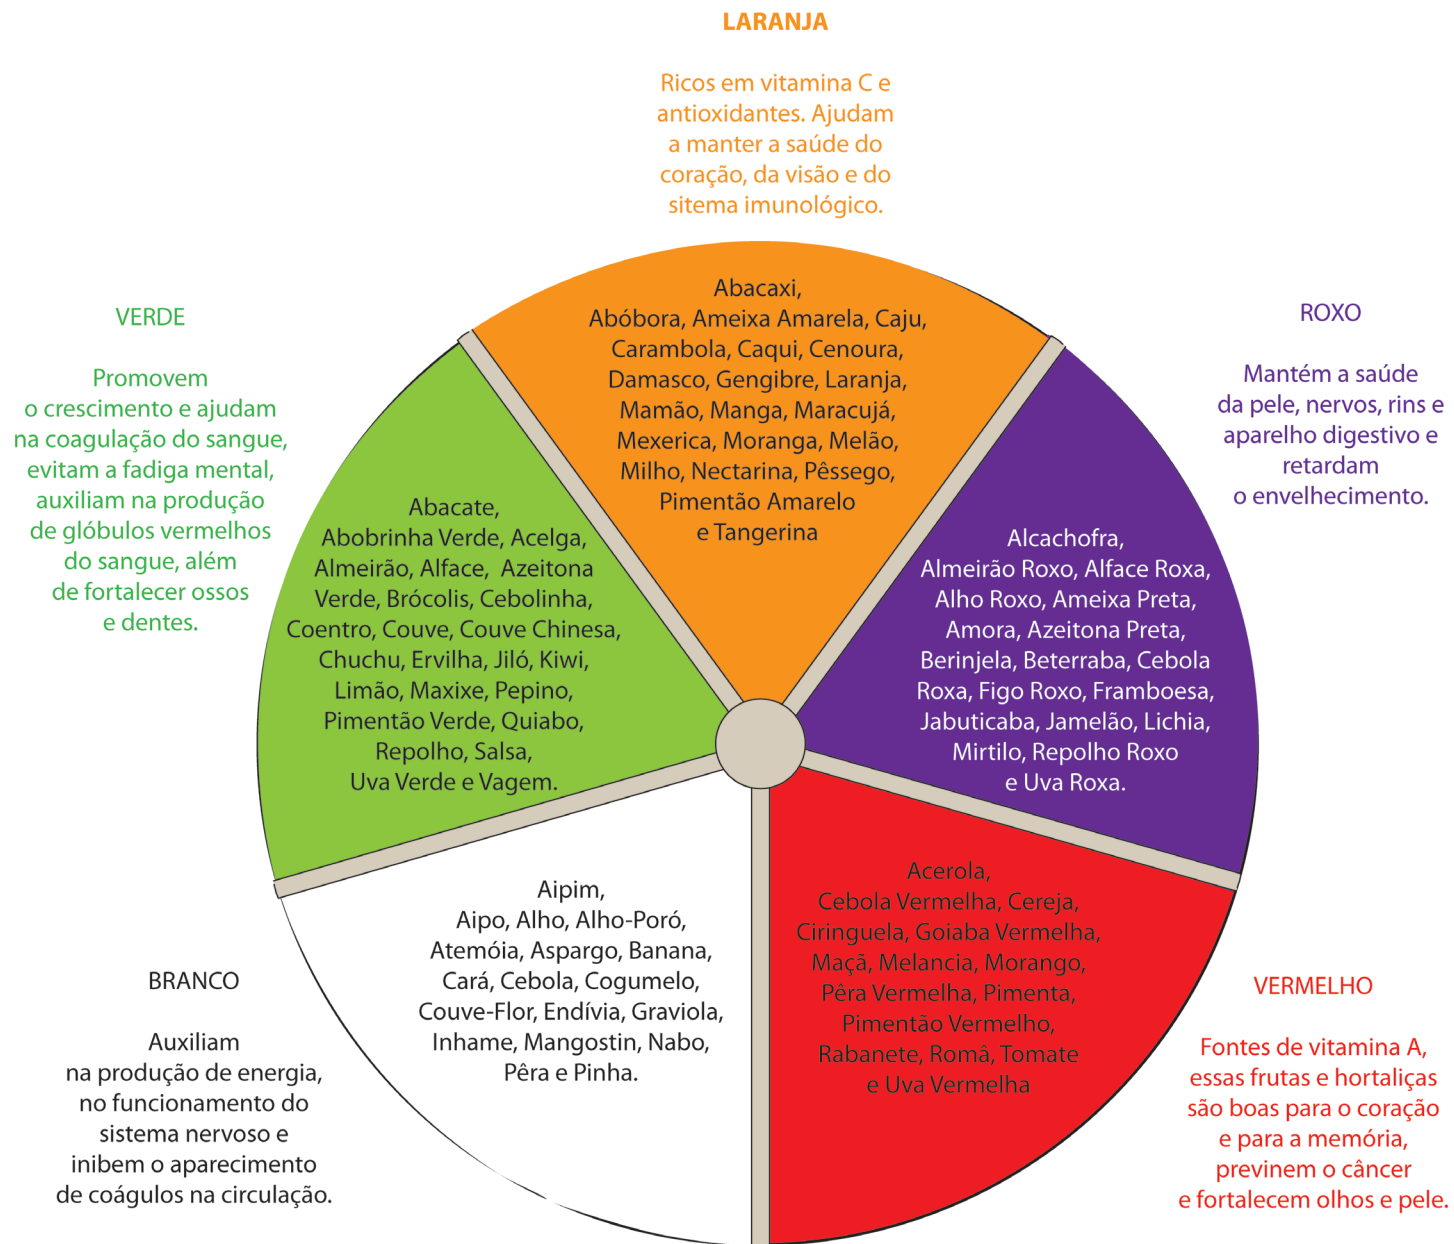 LARANJA
Ricos em vitamina C e
antioxidantes. Ajudam
a manter a saúde do
coração, da visão e do
sitema imunológico.
Abacaxi,
Abóbora, Ameixa Amarela, Caju,
Carambola, Caqui, Cenoura,
Damasco, Gengibre, Laranja,
Mamão, Manga, Maracujá,
Mexerica, Moranga, Melão,
Milho, Nectarina, Pêssego,
Pimentão Amarelo
e Tangerina
VERDE
Promovem
o crescimento e ajudam
na coagulação do sangue,
evitam a fadiga mental,
auxiliam na produção
de glóbulos vermelhos
do sangue, além
de fortalecer ossos
e dentes.
Abacate,
Abobrinha Verde, Acelga,
Almeirão, Alface, Azeitona
Verde, Brócolis, Cebolinha,
Coentro, Couve, Couve Chinesa,
Chuchu, Ervilha, Jiló, Kiwi,
Limão, Maxixe, Pepino,
Pimentão Verde, Quiabo,
Repolho, Salsa,
Uva Verde e Vagem.
ROXO
Mantém a saúde
da pele, nervos, rins e
aparelho digestivo e
retardam
o envelhecimento.
Alcachofra,
Almeirão Roxo, Alface Roxa,
Alho Roxo, Ameixa Preta,
Amora, Azeitona Preta,
Berinjela, Beterraba, Cebola
Roxa, Figo Roxo, Framboesa,
Jabuticaba, Jamelão, Lichia,
Mirtilo, Repolho Roxo
e Uva Roxa.
BRANCO
Auxiliam
na produção de energia,
no funcionamento do
sistema nervoso e
inibem o aparecimento
de coágulos na circulação.
Aipim,
Aipo, Alho, Alho-Poró,
Atemóia, Aspargo, Banana,
Cará, Cebola, Cogumelo,
Couve-Flor, Endívia, Graviola,
Inhame, Mangostin, Nabo,
Pêra e Pinha.
Acerola,
Cebola Vermelha, Cereja,
Ciringuela, Goiaba Vermelha,
Maçã, Melancia, Morango,
Pêra Vermelha, Pimenta,
Pimentão Vermelho,
Rabanete, Romã, Tomate
e Uva Vermelha
VERMELHO
Fontes de vitamina A,
essas frutas e hortaliças
são boas para o coração
e para a memória,
previnem o câncer
e fortalecem olhos e pele.